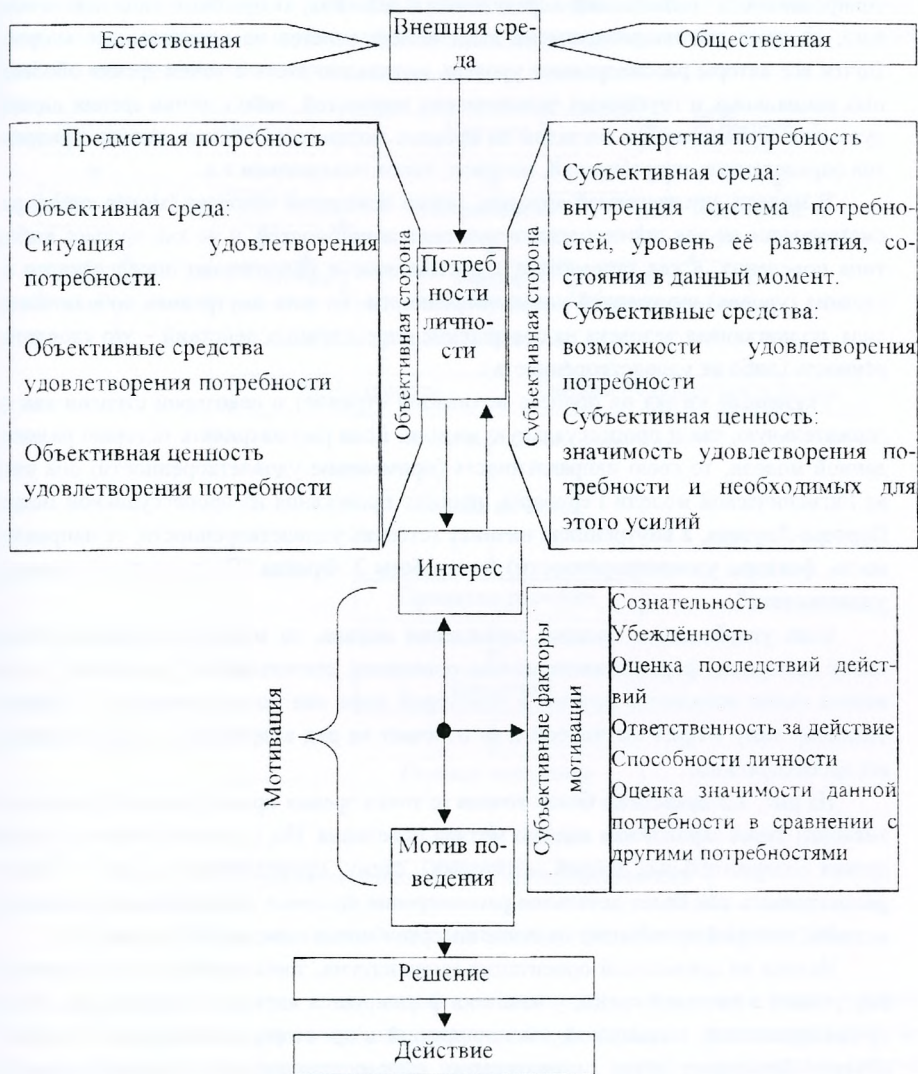 Внешняя сре-
да
Естественная
Общественная
Предметная потребность
Объективная среда:
Ситуация удовлетворения
потребности.
Объективные средства
удовлетворения потребности
Объективная ценность
удовлетворения потребности
Объективная сторона
Потреб
ности
лично-
сти
Субъективная сторона
Конкретная потребность
Субъективная среда:
внутренняя система потребно-
стей, уровень её развития, со-
стояния в данный момент.
Субъективные средства:
возможности удовлетворения
потребности
Субъективная ценность:
значимость удовлетворения по-
требности и необходимых для
этого усилий
Интерес
Мотивация
Субъективные факторы
мотивации
Сознательность
Убеждённость
Оценка последствий дейст-
вий
Ответственность за действие
Способности личности
Оценка значимости данной
потребности в сравнении с
другими потребностями
Мотив по-
ведения
Решение
Действие